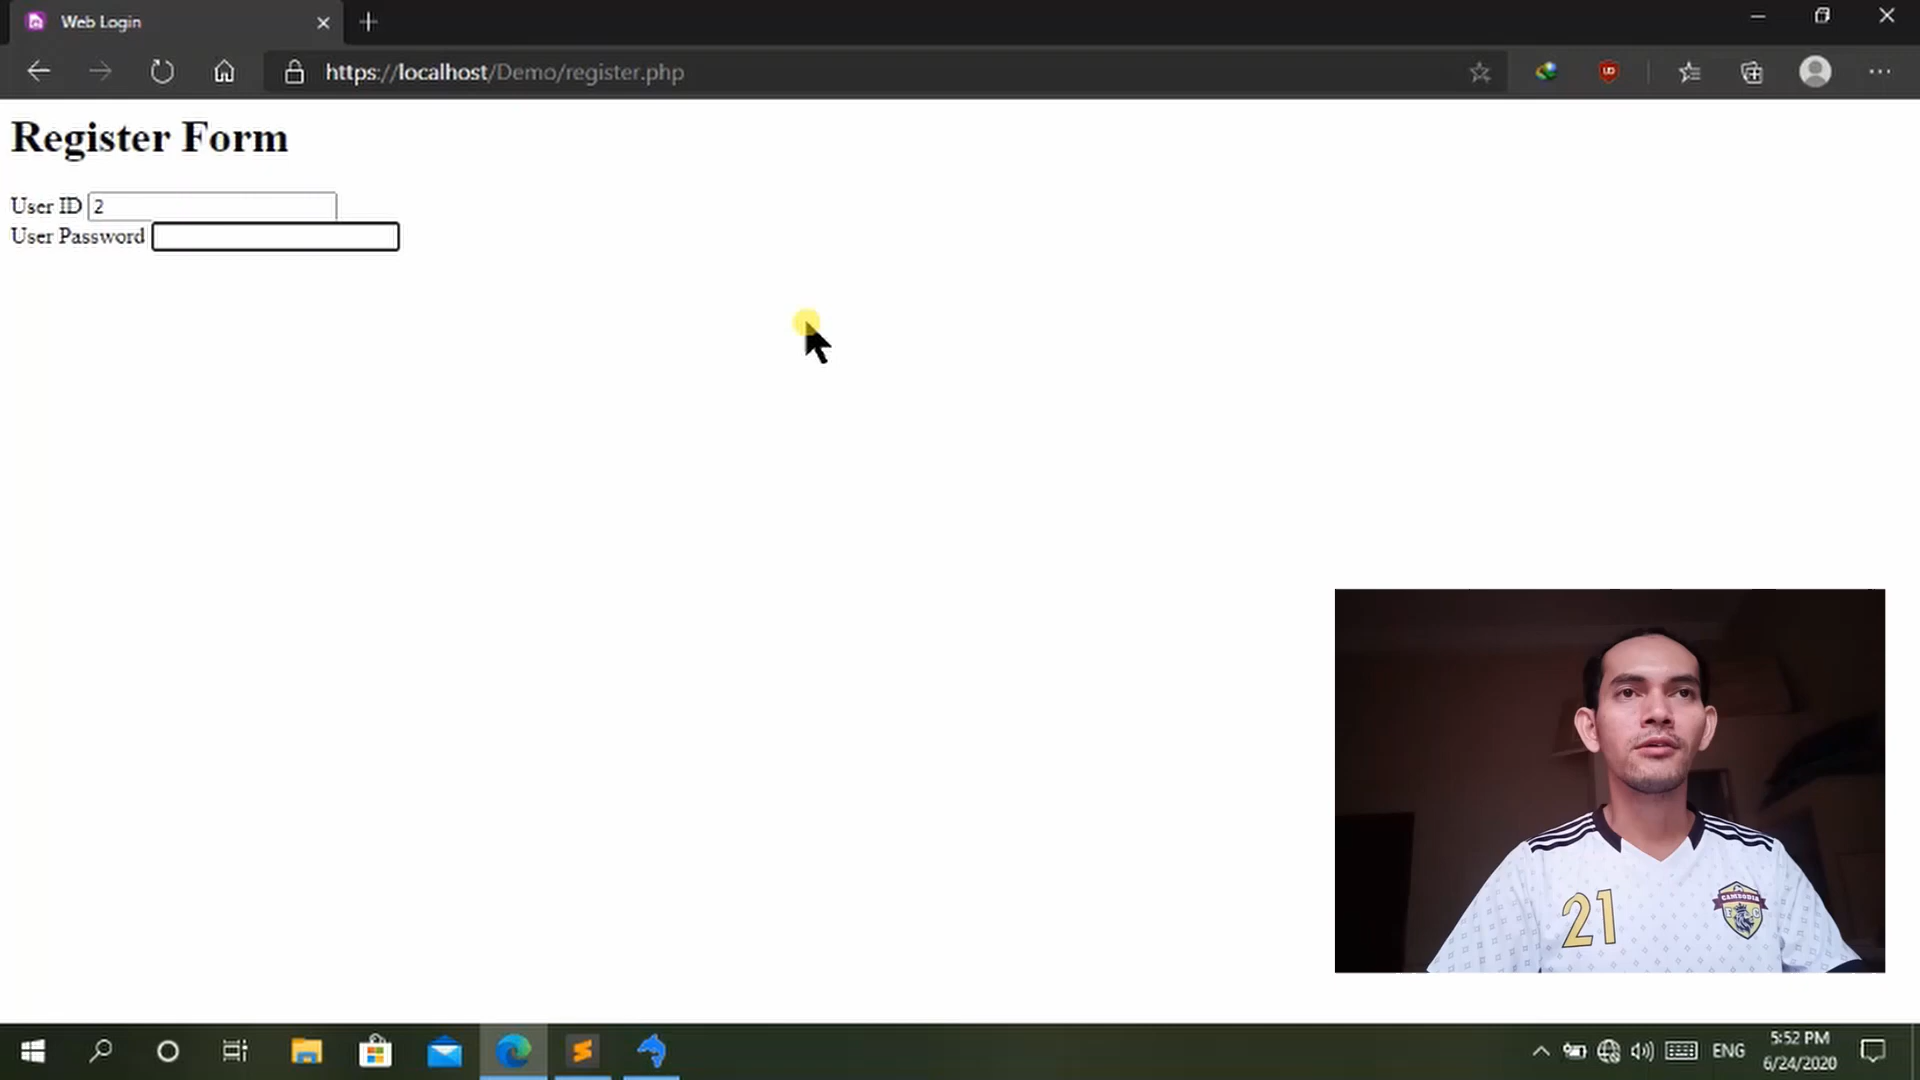 Web Login
https://localhost/Demo/register.php
Register Form
User ID 2
User Password
21
CAMBODIA
F C
ENG
5:52 PM
6/24/2020